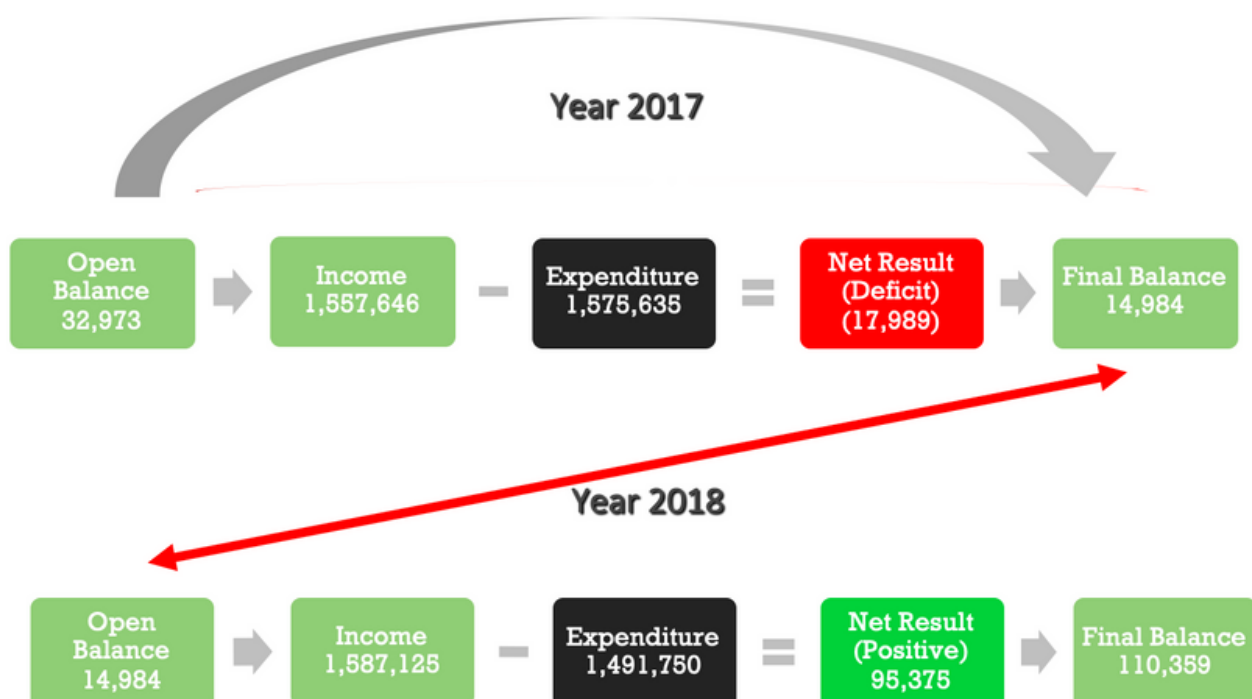 Year 2017
Open
Balance
32,973
Income
1,557,646
Expenditure
1,575,635
Net Result
(Deficit)
(17,989)
Final Balance
14,984
Year 2018
Open
Balance
14,984
Income
1,587,125
Expenditure
1,491,750
Net Result
(Positive)
95,375
Final Balance
110,359